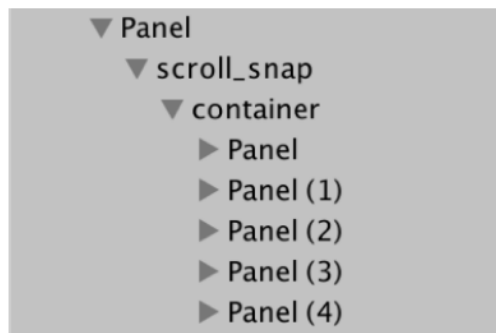 Panel
scroll_snap
container
Panel
Panel (1)
Panel (2)
Panel (3)
Panel (4)